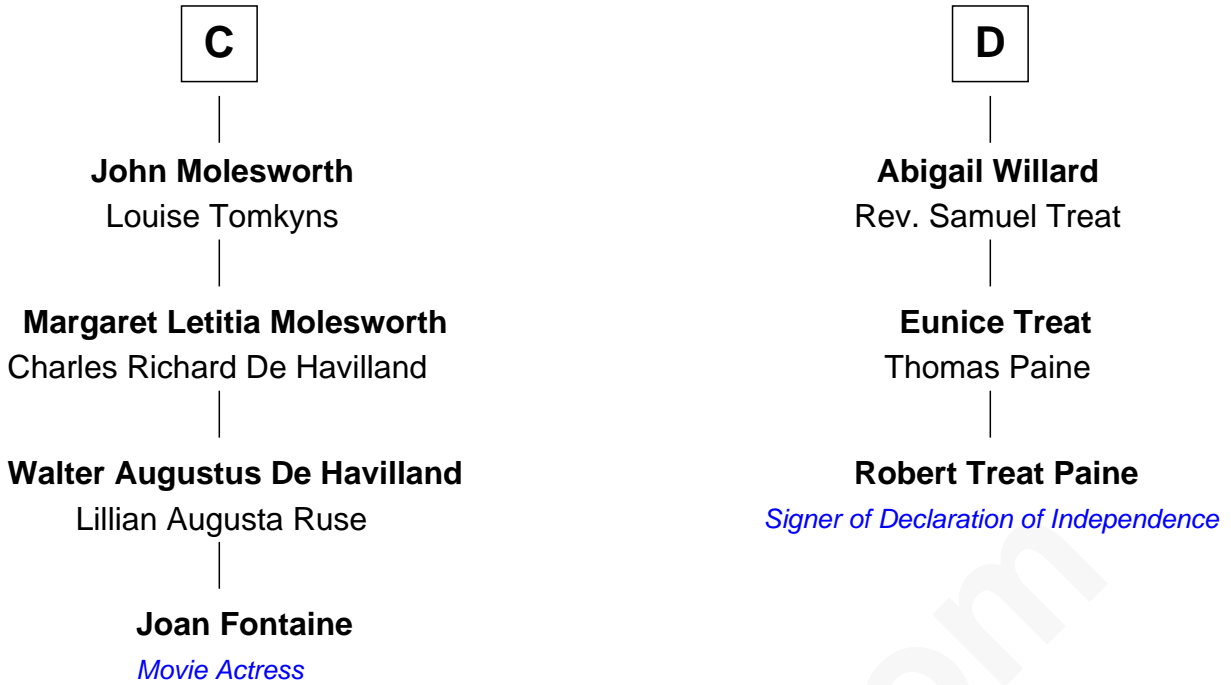 C
John Molesworth
Louise Tomkyns
Margaret Letitia Molesworth
Charles Richard De Havilland
Walter Augustus De Havilland
Lillian Augusta Ruse
Joan Fontaine
Movie Actress
D
Abigail Willard
Rev. Samuel Treat
Eunice Treat
Thomas Paine
Robert Treat Paine
Signer of Declaration of Independence
om